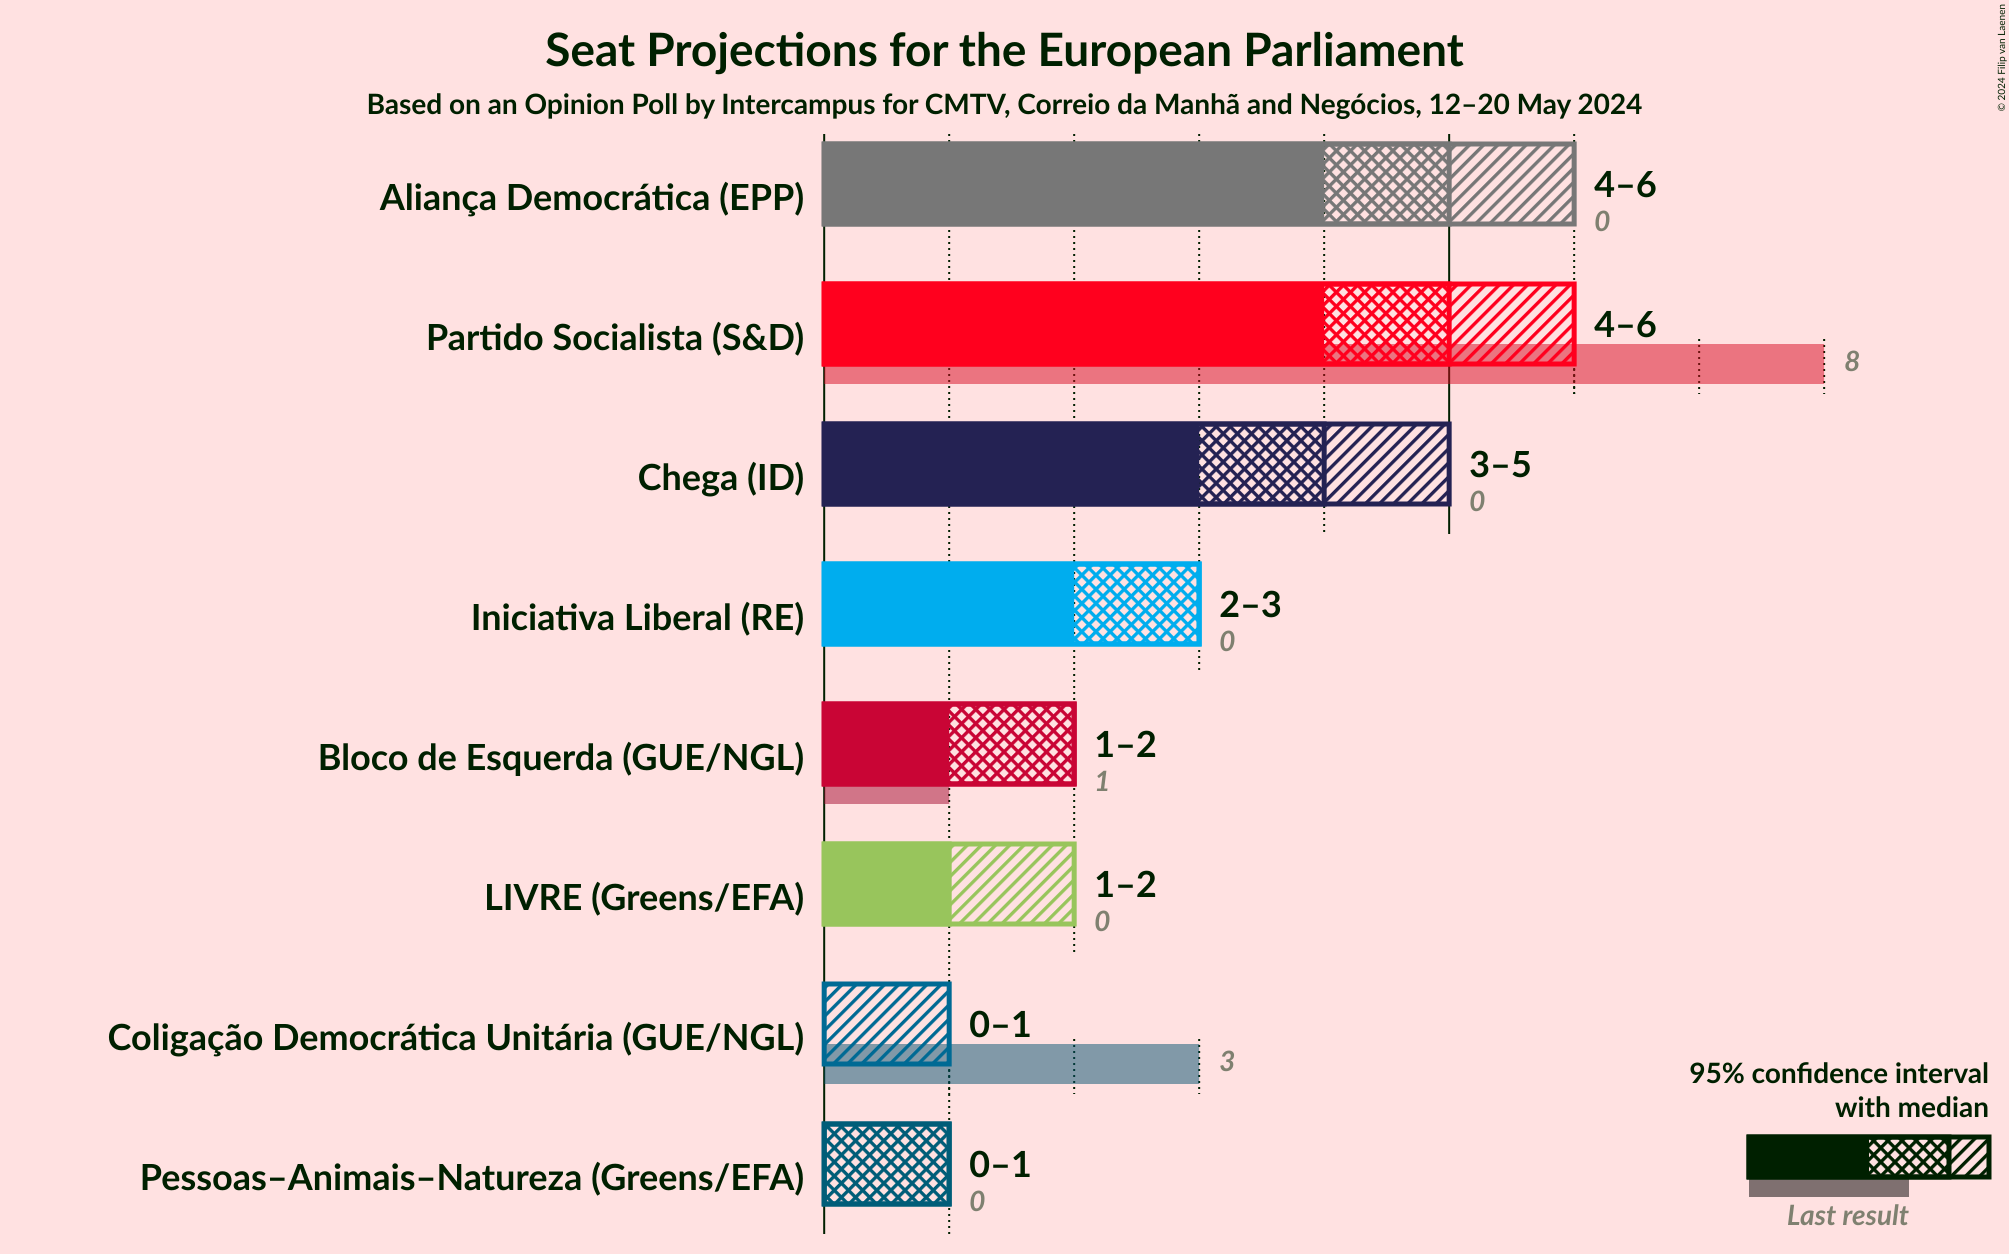 Seat Projections for the European Parliament
Based on an Opinion Poll by Intercampus for CMTV, Correio da Manhã and Negócios, 12–20 May 2024
© 2024 Filip van Laenen
Aliança Democrática (EPP)
4–6
0
Partido Socialista (S&D)
4–6
8
Chega (ID)
3–5
0
Iniciativa Liberal (RE)
2–3
0
Bloco de Esquerda (GUE/NGL)
1–2
1
LIVRE (Greens/EFA)
1–2
0
Coligação Democrática Unitária (GUE/NGL)
0–1
3
Pessoas–Animais–Natureza (Greens/EFA)
0–1
0
95% confidence interval
with median
Last result